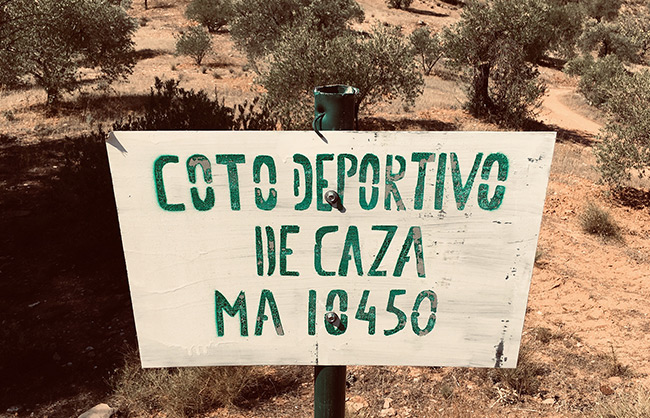 COTO DEPORTIVO
DE CAZA
MA 10450